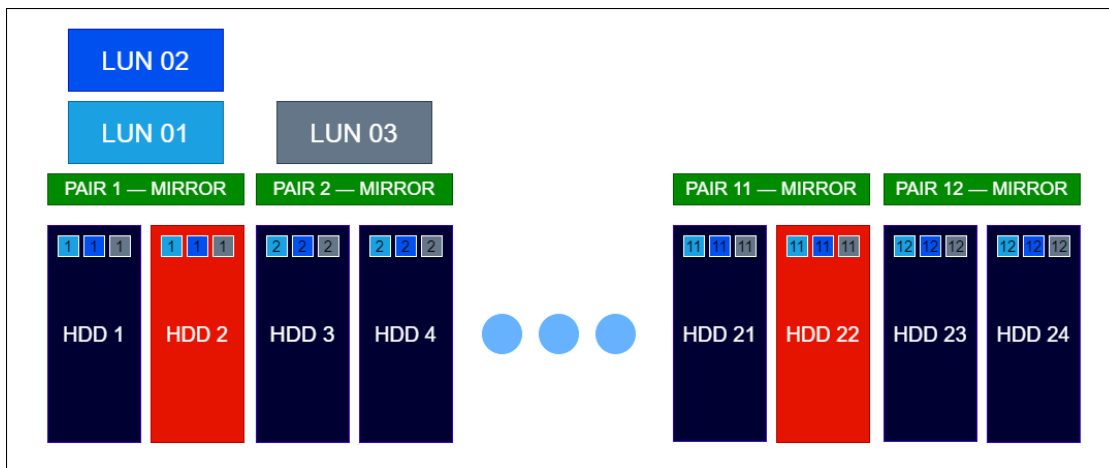 LUN 02
LUN 01 LUN 03
PAIR 1 — MIRROR PAIR 2 — MIRROR PAIR 11 — MIRROR PAIR 12 — MIRROR
1 1 1 1 1 1 2 2 2 2 2 2 11 11 11 11 11 11 12 12 12 12 12 12
HDD 1 HDD 2 HDD 3 HDD 4 HDD 21 HDD 22 HDD 23 HDD 24